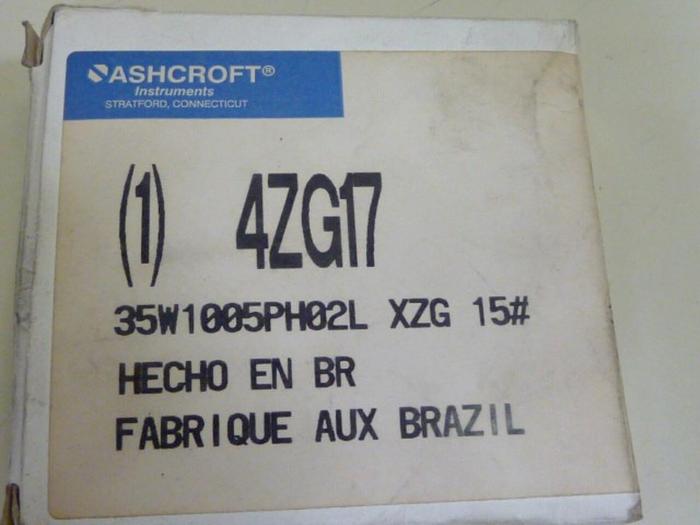 ASHCROFT®
Instruments
STRATFORD, CONNECTICUT
(1) 4ZG17
35W1005PH02L XZG 15#
HECHO EN BR
FABRIQUE AUX BRAZIL